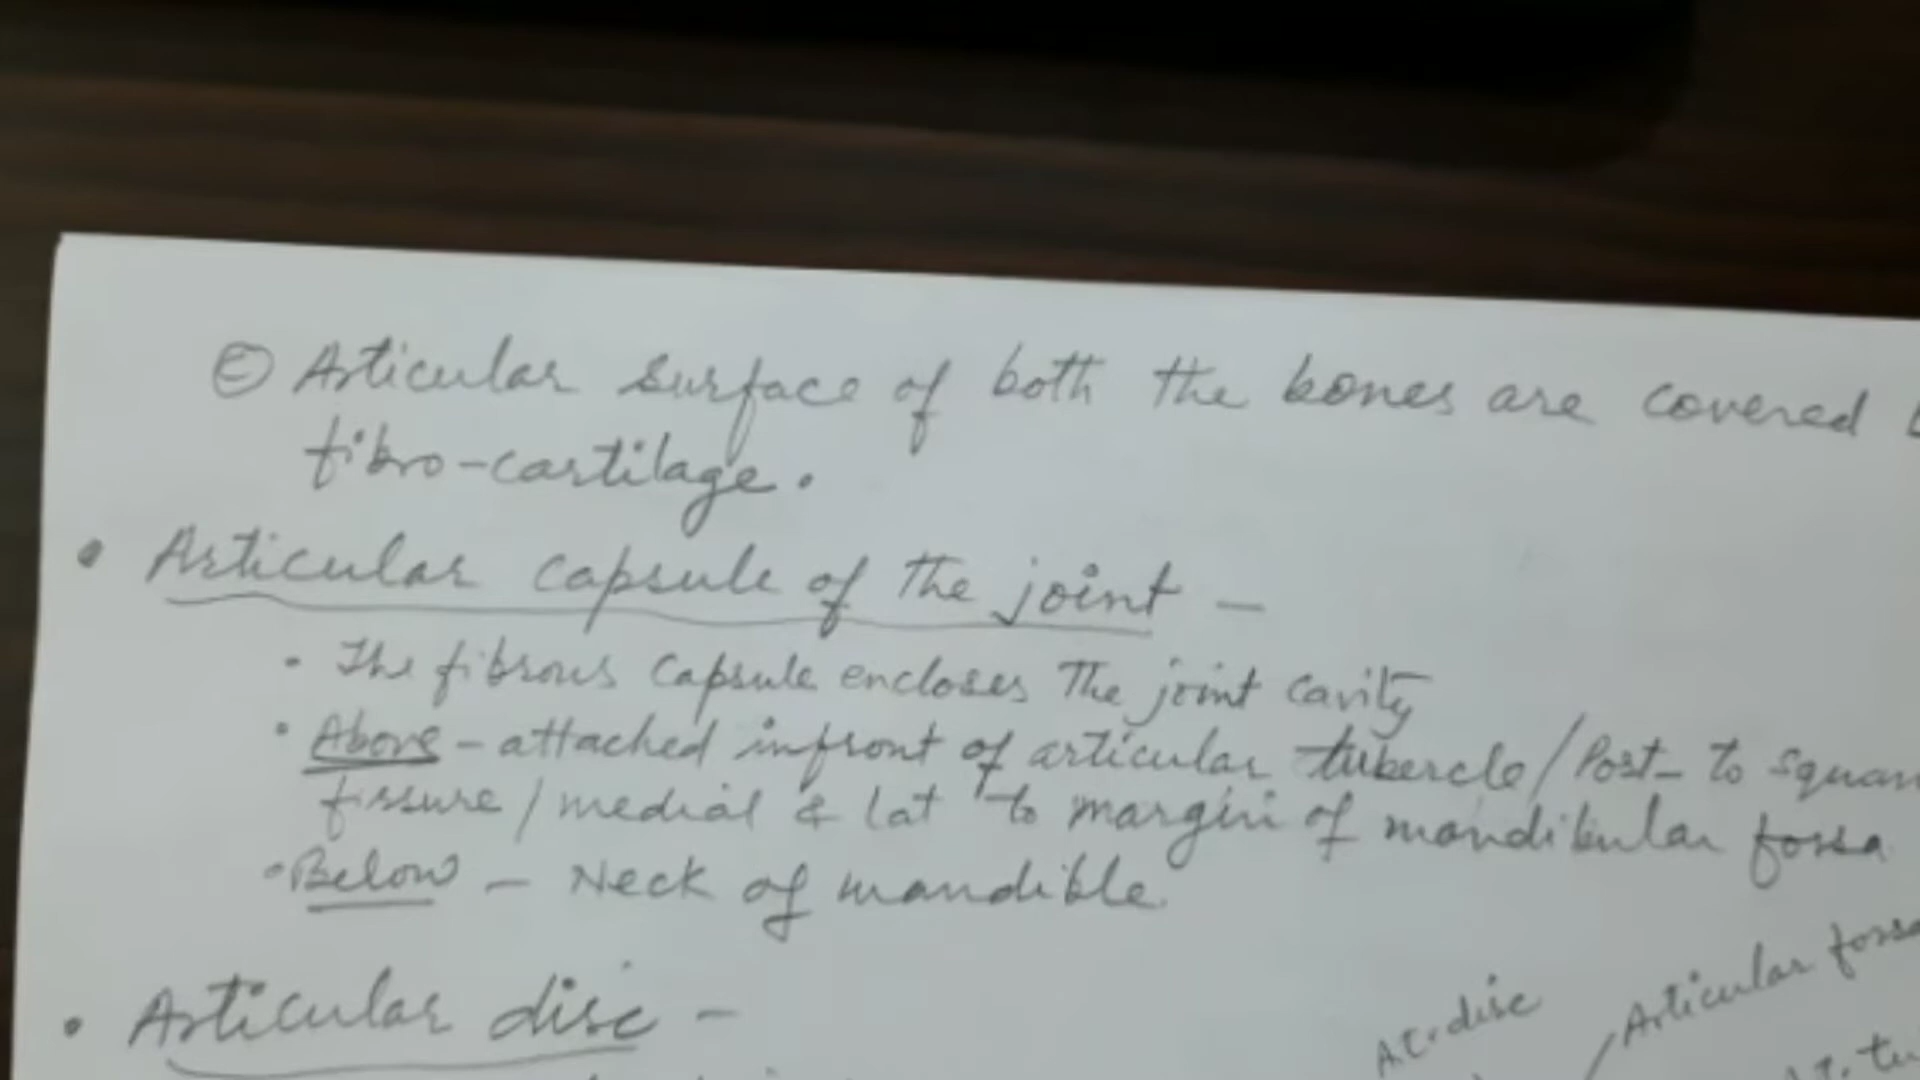 Articular surface of both the bones are covered
fibro-cartilage.
• Articular capsule of the joint –
• The fibrous capsule encloses the joint cavity
• Above – attached infront of articular tubercle/Post- to
fissure/medial & lat to margin of mandibular fossa
• Below – Neck of mandible
• Articular disc –
disc
Articular fossa